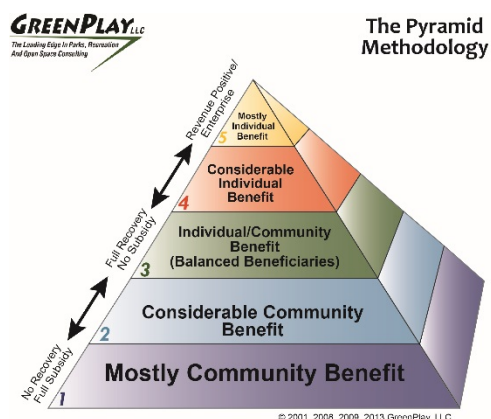 GREENPLAY LLC
The Leading Edge In Parks, Recreation
And Open Space Consulting
The Pyramid
Methodology
Revenue Positive/
Enterprise
Mostly
Individual
Benefit
5
Considerable
Individual
Benefit
4
Full Recovery
No Subsidy
Individual/Community
Benefit
(Balanced Beneficiaries)
3
Considerable Community
Benefit
2
No Recovery
Full Subsidy
Mostly Community Benefit
1
© 2001, 2008, 2009, 2013 GreenPlay, LLC